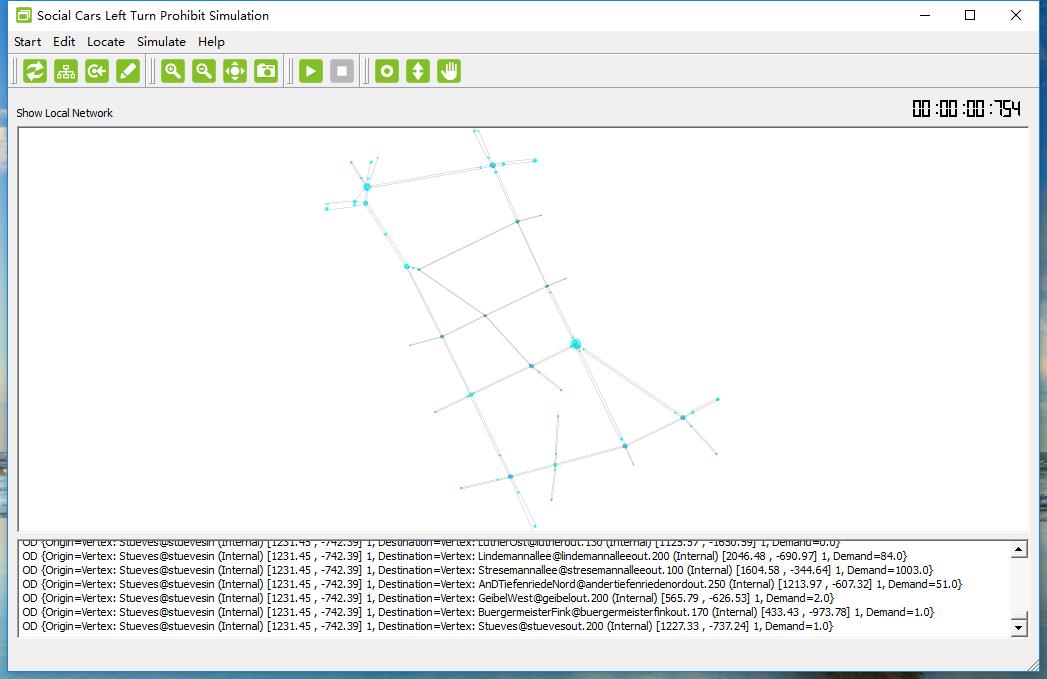 Social Cars Left Turn Prohibit Simulation
Start Edit Locate Simulate Help
Show Local Network
00:00:00:754
OD {Origin=Vertex: Stueves@stuevesin (Internal) [1231.45 , -742.39] 1, Destination=Vertex: LutherOst@lutherout.130 (Internal) [1125.57 , -1650.59] 1, Demand=0.0}
OD {Origin=Vertex: Stueves@stuevesin (Internal) [1231.45 , -742.39] 1, Destination=Vertex: Lindemannallee@lindemannalleeout.200 (Internal) [2046.48 , -690.97] 1, Demand=84.0}
OD {Origin=Vertex: Stueves@stuevesin (Internal) [1231.45 , -742.39] 1, Destination=Vertex: Stresemannallee@stresemannalleeout.100 (Internal) [1604.58 , -344.64] 1, Demand=1003.0}
OD {Origin=Vertex: Stueves@stuevesin (Internal) [1231.45 , -742.39] 1, Destination=Vertex: AnDTiefenriedeNord@andertiefenriedenordout.250 (Internal) [1213.97 , -607.32] 1, Demand=51.0}
OD {Origin=Vertex: Stueves@stuevesin (Internal) [1231.45 , -742.39] 1, Destination=Vertex: GeibelWest@geibelout.200 (Internal) [565.79 , -626.53] 1, Demand=2.0}
OD {Origin=Vertex: Stueves@stuevesin (Internal) [1231.45 , -742.39] 1, Destination=Vertex: BuergermeisterFink@buergermeisterfinkout.170 (Internal) [433.43 , -973.78] 1, Demand=1.0}
OD {Origin=Vertex: Stueves@stuevesin (Internal) [1231.45 , -742.39] 1, Destination=Vertex: Stueves@stuevesout.200 (Internal) [1227.33 , -737.24] 1, Demand=1.0}